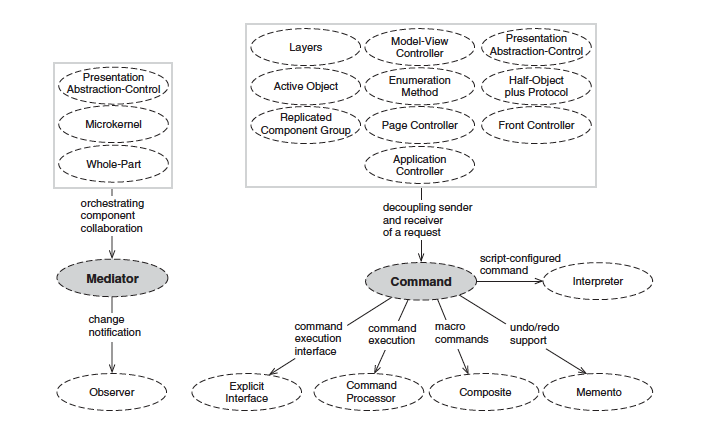 Presentation
Abstraction-Control
Microkernel
Whole-Part
orchestrating
component
collaboration
Mediator
change
notification
Observer
Layers
Model-View
Controller
Presentation
Abstraction-Control
Active Object
Enumeration
Method
Half-Object
plus Protocol
Replicated
Component Group
Page Controller
Front Controller
Application
Controller
decoupling sender
and receiver
of a request
Command
script-configured
command
Interpreter
command
execution
interface
command
execution
macro
commands
undo/redo
support
Explicit
Interface
Command
Processor
Composite
Memento